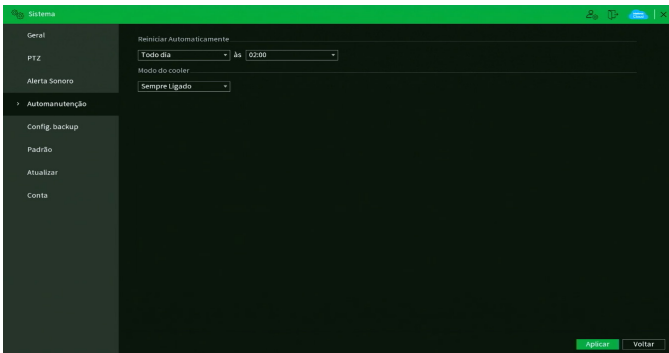 Sistema
Geral
PTZ
Alerta Sonoro
Automanutenção
Config. backup
Padrão
Atualizar
Conta
Reiniciar Automaticamente
Todo dia às 02:00
Modo do cooler
Sempre Ligado
Aplicar Voltar